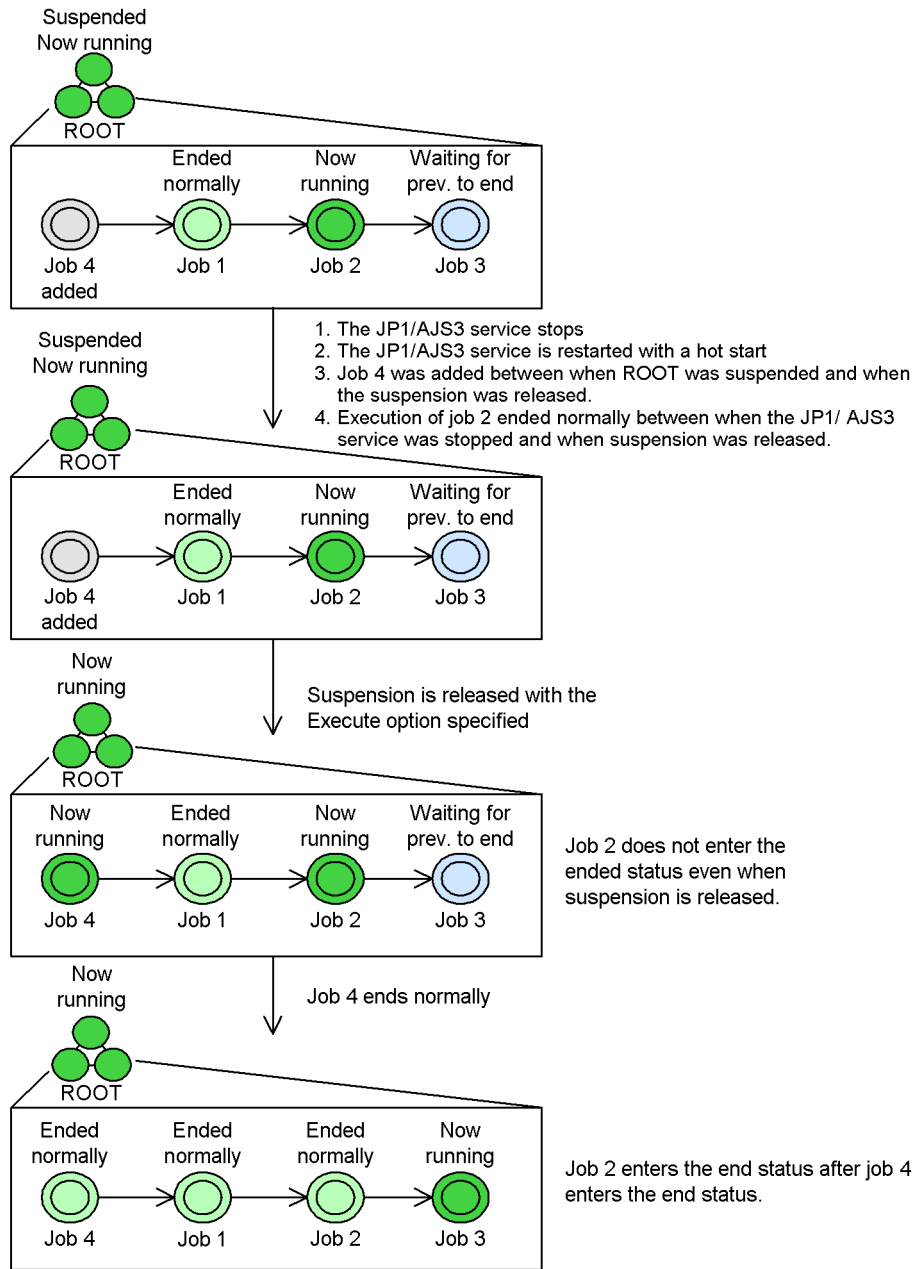 Suspended
Now running
ROOT
Ended
normally
Now
running
Waiting for
prev. to end
Job 4
added
Job 1
Job 2
Job 3
1. The JP1/AJS3 service stops
2. The JP1/AJS3 service is restarted with a hot start
3. Job 4 was added between when ROOT was suspended and when
the suspension was released.
4. Execution of job 2 ended normally between when the JP1/ AJS3
service was stopped and when suspension was released.
Suspended
Now running
ROOT
Ended
normally
Now
running
Waiting for
prev. to end
Job 4
added
Job 1
Job 2
Job 3
Suspension is released with the
Execute option specified
Now
running
ROOT
Now
running
Ended
normally
Now
running
Waiting for
prev. to end
Job 4
Job 1
Job 2
Job 3
Job 2 does not enter the
ended status even when
suspension is released.
Job 4 ends normally
Now
running
ROOT
Ended
normally
Ended
normally
Ended
normally
Now
running
Job 4
Job 1
Job 2
Job 3
Job 2 enters the end status after job 4
enters the end status.